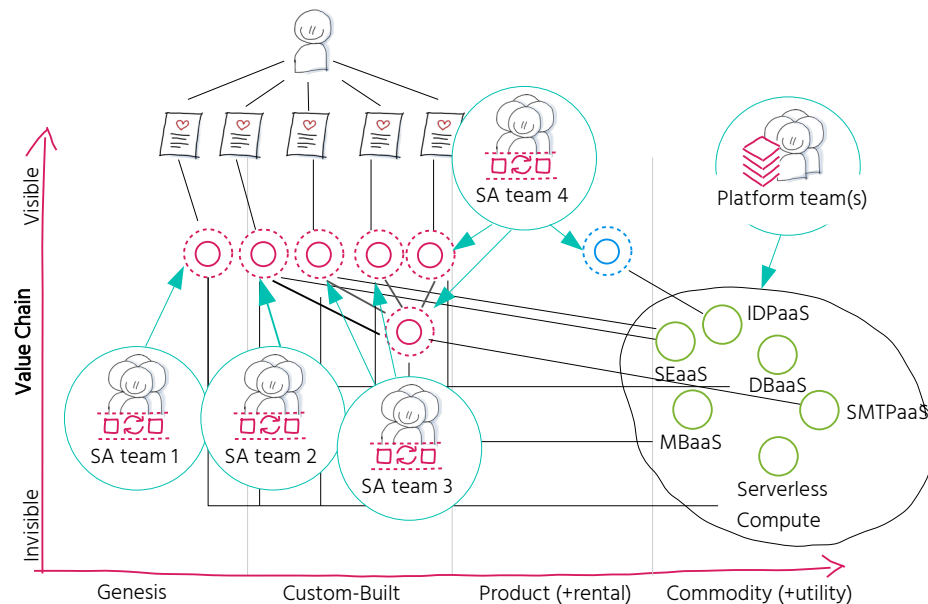 SA team 4
Platform team(s)
Visible
Value Chain
Invisible
IDPaaS
SEaaS
DBaaS
SMTPaaS
MBaaS
Serverless
Compute
SA team 1
SA team 2
SA team 3
Genesis
Custom-Built
Product (+rental)
Commodity (+utility)